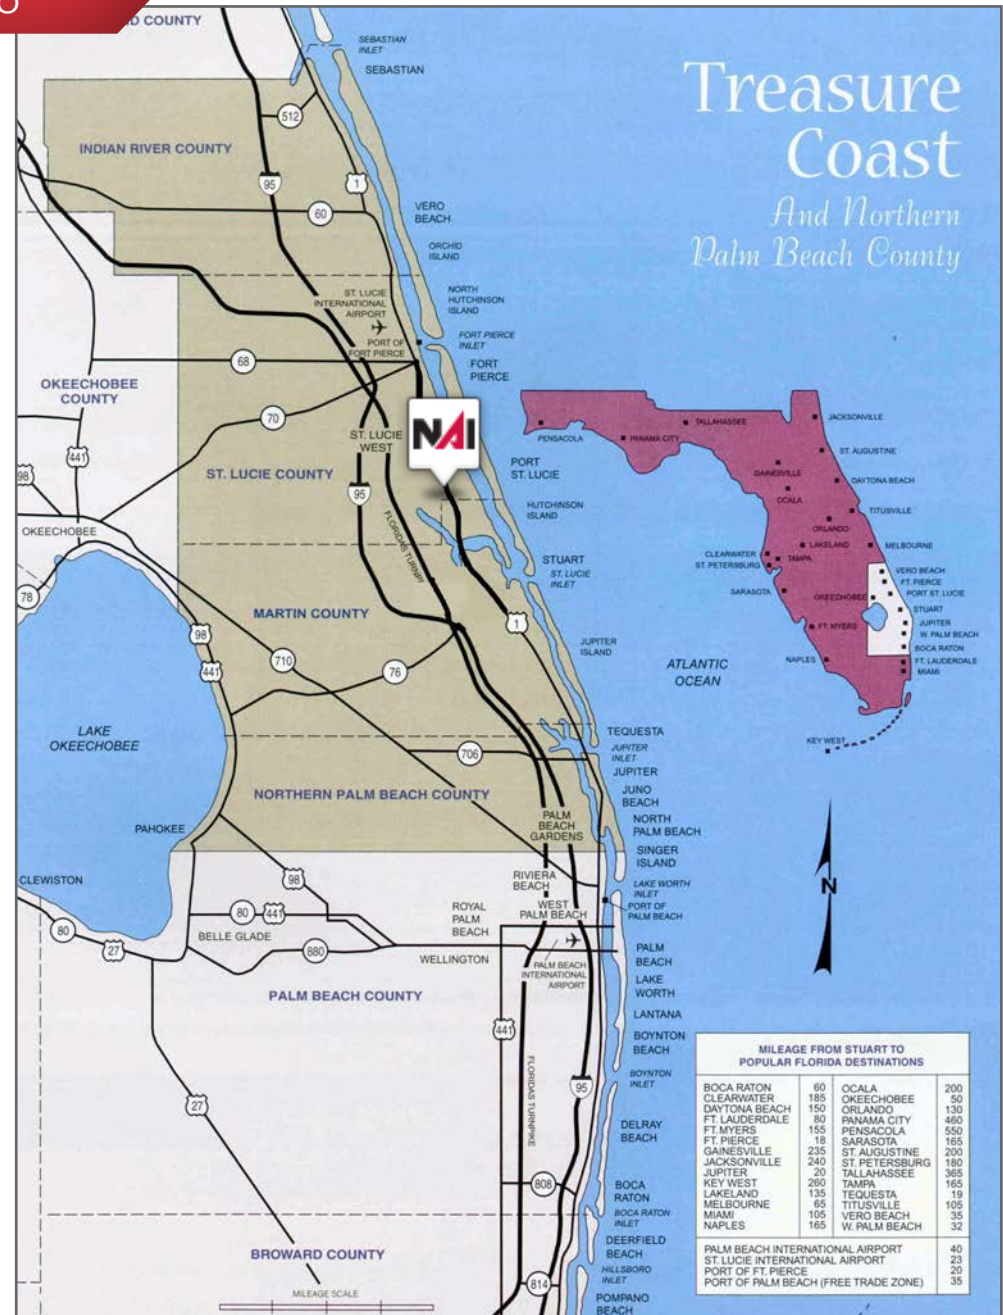 D COUNTY
SEBASTIAN
INLET
SEBASTIAN
Treasure
Coast
And Northern
Palm Beach County
512
INDIAN RIVER COUNTY
95
1
60
VERO
BEACH
ORCHID
ISLAND
ST. LUCIE
INTERNATIONAL
AIRPORT
NORTH
HUTCHINSON
ISLAND
PORT OF
FORT PIERCE
FORT PIERCE
INLET
FORT
PIERCE
68
OKEECHOBEE
COUNTY
70
NAI
ST. LUCIE
WEST
441
98
ST. LUCIE COUNTY
95
PORT
ST. LUCIE
HUTCHINSON
ISLAND
OKEECHOBEE
FLORIDAS TURNPI
STUART
ST. LUCIE
INLET
78
MARTIN COUNTY
1
98
441
710
76
JUPITER
ISLAND
ATLANTIC
OCEAN
LAKE
OKEECHOBEE
TEQUESTA
JUPITER
INLET
706
JUPITER
NORTHERN PALM BEACH COUNTY
JUNO
BEACH
PAHOKEE
PALM
BEACH
GARDENS
NORTH
PALM BEACH
SINGER
ISLAND
CLEWISTON
98
RIVIERA
BEACH
LAKE WORTH
INLET
PORT OF
PALM BEACH
80
441
ROYAL
PALM
BEACH
WEST
PALM BEACH
80
27
BELLE GLADE
880
WELLINGTON
PALM BEACH
INTERNATIONAL
AIRPORT
PALM
BEACH
LAKE
WORTH
PALM BEACH COUNTY
LANTANA
441
BOYNTON
BEACH
BOYNTON
INLET
FLORIDAS TURNPIKE
95
27
DELRAY
BEACH
808
BOCA
RATON
BOCA RATON
INLET
BROWARD COUNTY
DEERFIELD
BEACH
HILLSBORO
INLET
814
MILEAGE SCALE
POMPANO
BEACH
PENSACOLA
PANAMA CITY
TALLAHASSEE
JACKSONVILLE
ST. AUGUSTINE
GAINESVILLE
DAYTONA BEACH
OCALA
TITUSVILLE
ORLANDO
LAKELAND
MELBOURNE
CLEARWATER
TAMPA
ST. PETERSBURG
VERO BEACH
FT. PIERCE
PORT ST. LUCIE
SARASOTA
OKEECHOBEE
STUART
JUPITER
FT. MYERS
W. PALM BEACH
BOCA RATON
NAPLES
FT. LAUDERDALE
MIAMI
KEY WEST
N
MILEAGE FROM STUART TO
POPULAR FLORIDA DESTINATIONS
BOCA RATON 60 OCALA 200
CLEARWATER 185 OKEECHOBEE 50
DAYTONA BEACH 150 ORLANDO 130
FT. LAUDERDALE 80 PANAMA CITY 460
FT.MYERS 155 PENSACOLA 550
FT. PIERCE 18 SARASOTA 165
GAINESVILLE 235 ST. AUGUSTINE 200
JACKSONVILLE 240 ST. PETERSBURG 180
JUPITER 20 TALLAHASSEE 365
KEY WEST 260 TAMPA 165
LAKELAND 135 TEQUESTA 19
MELBOURNE 65 TITUSVILLE 105
MIAMI 105 VERO BEACH 35
NAPLES 165 W. PALM BEACH 32
PALM BEACH INTERNATIONAL AIRPORT 40
ST. LUCIE INTERNATIONAL AIRPORT 23
PORT OF FT. PIERCE 20
PORT OF PALM BEACH (FREE TRADE ZONE) 35